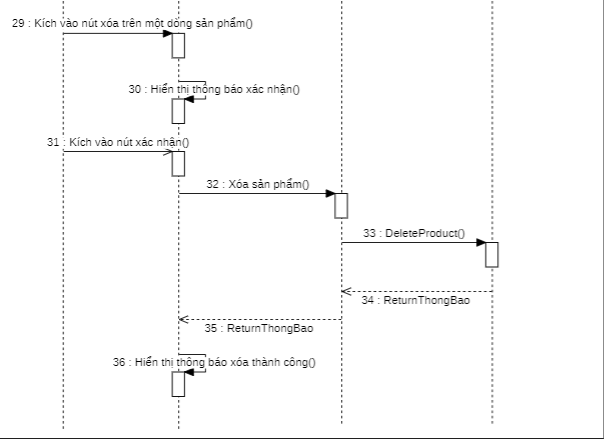 29 : Kích vào nút xóa trên một dòng sản phẩm()
30 : Hiển thị thông báo xác nhận()
31 : Kích vào nút xác nhận()
32 : Xóa sản phẩm()
33 : DeleteProduct()
34 : ReturnThongBao
35 : ReturnThongBao
36 : Hiển thị thông báo xóa thành công()